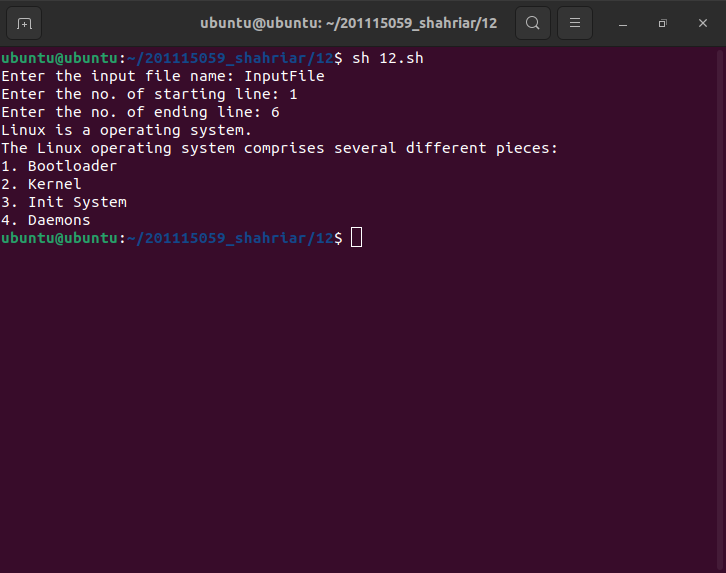 ubuntu@ubuntu: ~/201115059_shahriar/12
ubuntu@ubuntu:~/201115059_shahriar/12$ sh 12.sh
Enter the input file name: InputFile
Enter the no. of starting line: 1
Enter the no. of ending line: 6
Linux is a operating system.
The Linux operating system comprises several different pieces:
1. Bootloader
2. Kernel
3. Init System
4. Daemons
ubuntu@ubuntu:~/201115059_shahriar/12$